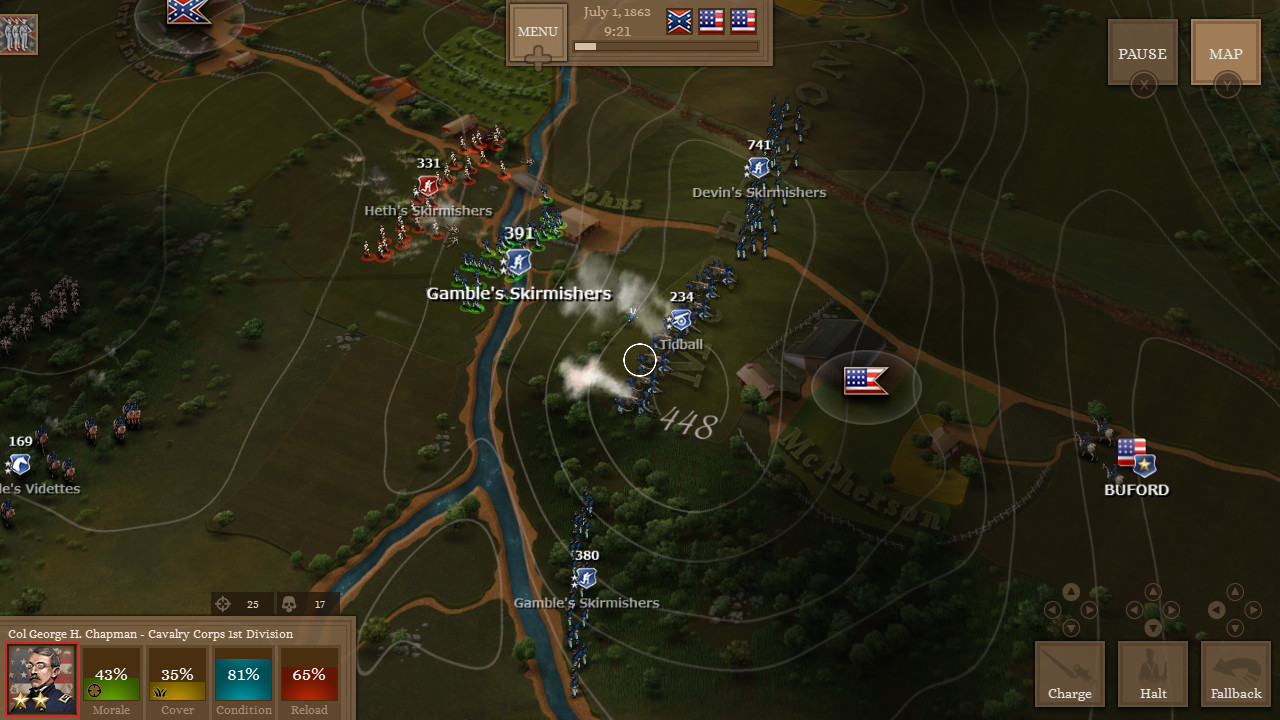 MENU
July 1, 1863
9:21
PAUSE
X
MAP
Y
Tavern
331
Heth's Skirmishers
Johns
741
Devin's Skirmishers
391
Gamble's Skirmishers
234
Tidball
448
McPherson
BUFORD
169
le's Videttes
380
Gamble's Skirmishers
25
17
Col George H. Chapman - Cavalry Corps 1st Division
43%
35%
81%
65%
Morale
Cover
Condition
Reload
Charge
Halt
Fallback